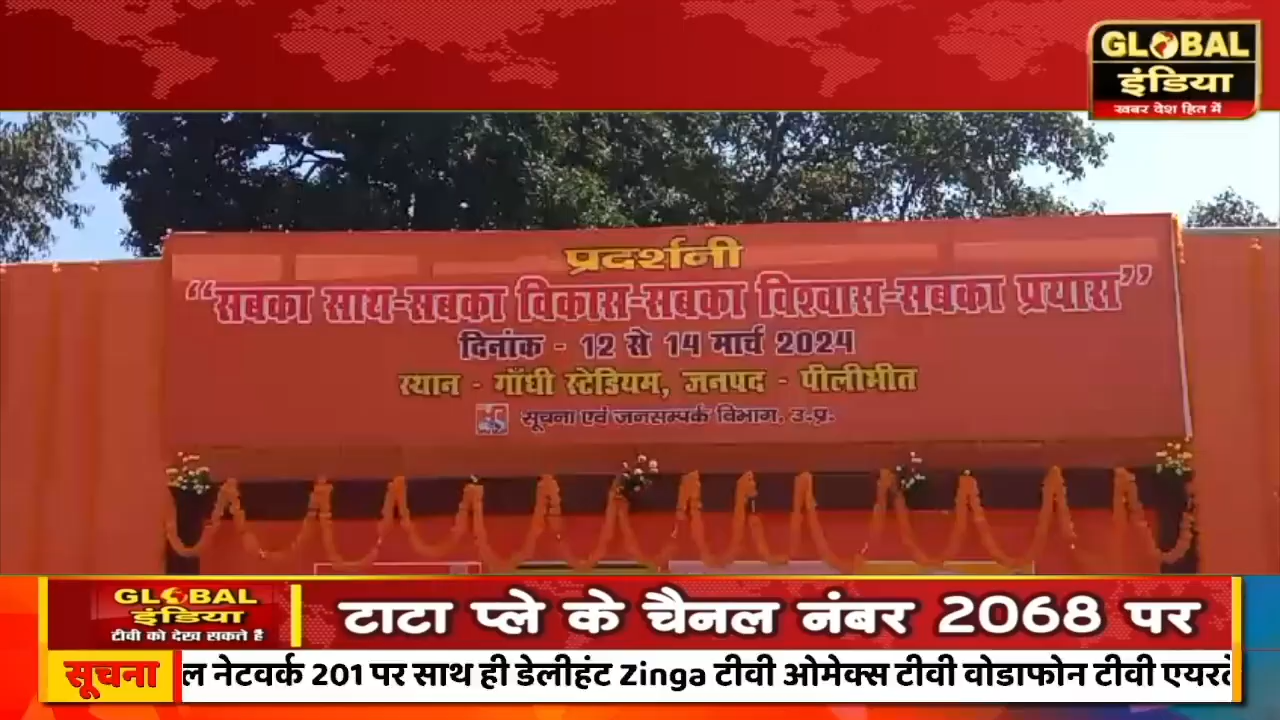 GLOBAL
इंडिया
खबर देश हित में
प्रदर्शनी
“सबका साथ-सबका विकास-सबका विश्वास-सबका प्रयास”
दिनांक - 12 से 14 मार्च 2024
स्थान - गाँधी स्टेडियम, जनपद - पीलीभीत
सूचना एवं जनसम्पर्क विभाग, उ.प्र.
GLOBAL
इंडिया
टीवी को देख सकते हैं
टाटा प्ले के चैनल नंबर 2068 पर
सूचना
ल नेटवर्क 201 पर साथ ही डेलीहंट Zinga टीवी ओमेक्स टीवी वोडाफोन टीवी एयरटे